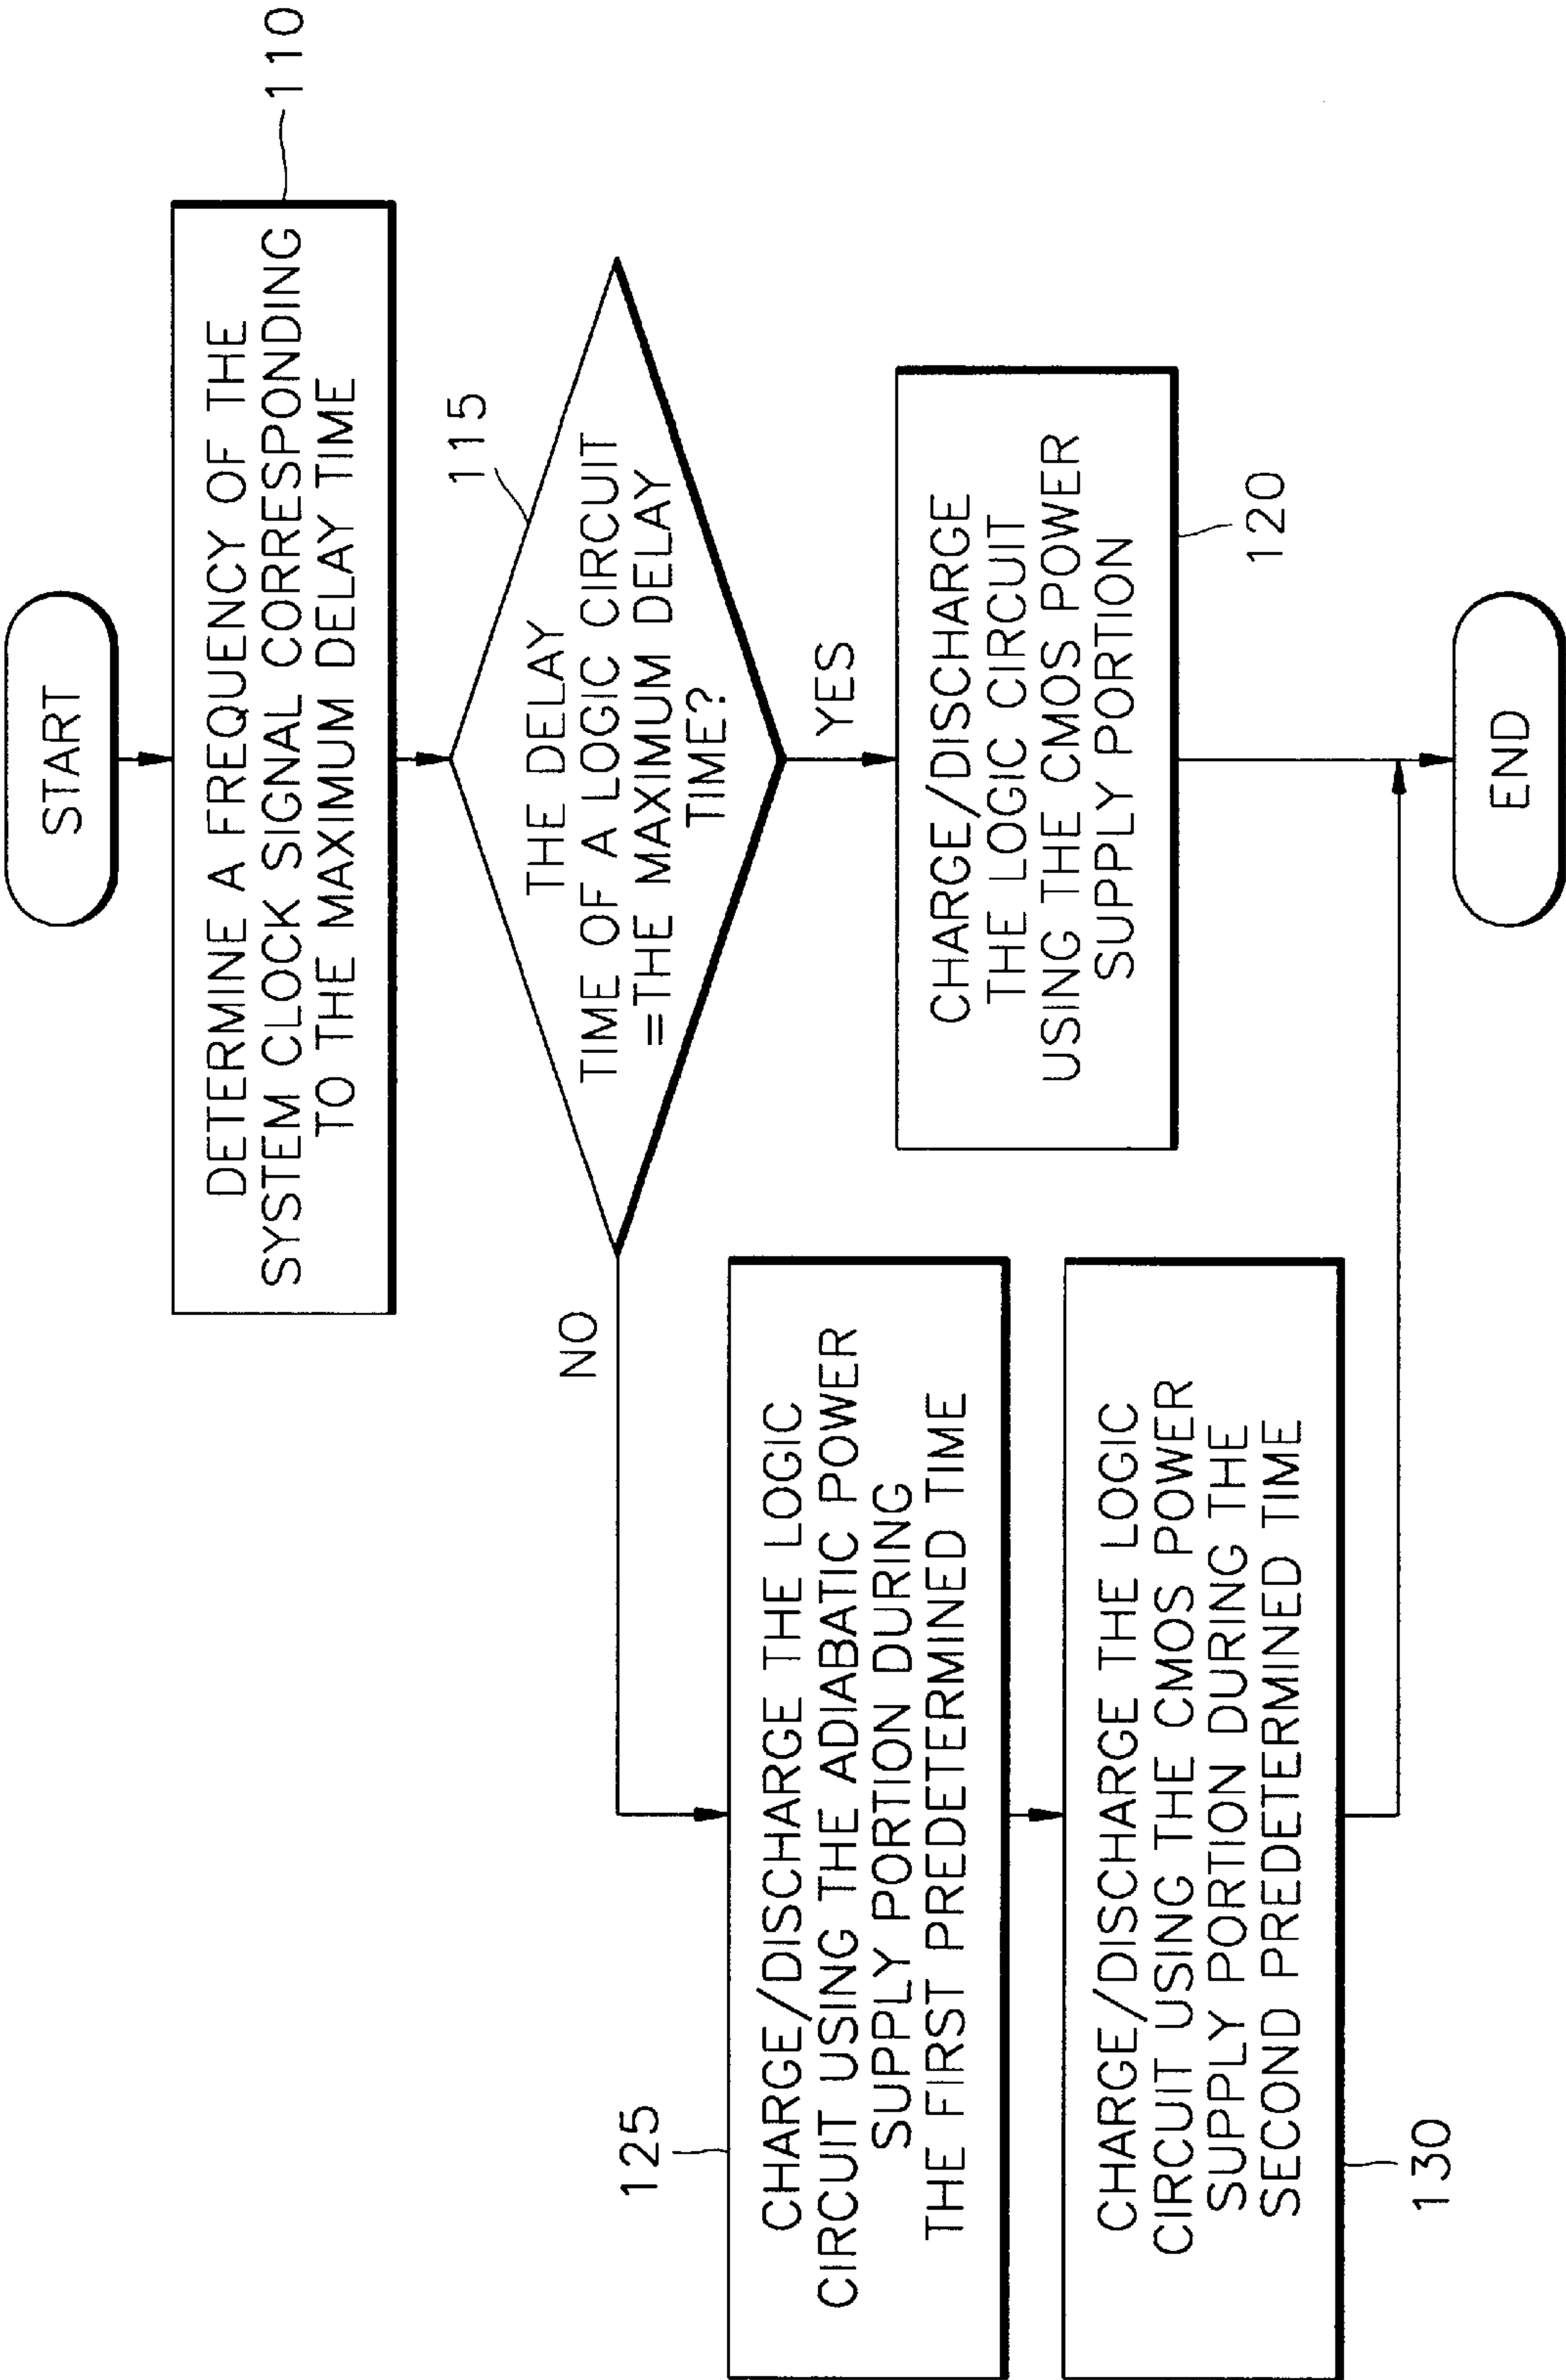 START
DETERMINE A FREQUENCY OF THE
SYSTEM CLOCK SIGNAL CORRESPONDING
TO THE MAXIMUM DELAY TIME
110
115
THE DELAY
TIME OF A LOGIC CIRCUIT
=THE MAXIMUM DELAY
TIME?
NO
YES
125
CHARGE/DISCHARGE THE LOGIC
CIRCUIT USING THE ADIABATIC POWER
SUPPLY PORTION DURING
THE FIRST PREDETERMINED TIME
CHARGE/DISCHARGE
THE LOGIC CIRCUIT
USING THE CMOS POWER
SUPPLY PORTION
120
CHARGE/DISCHARGE THE LOGIC
CIRCUIT USING THE CMOS POWER
SUPPLY PORTION DURING THE
SECOND PREDETERMINED TIME
130
END